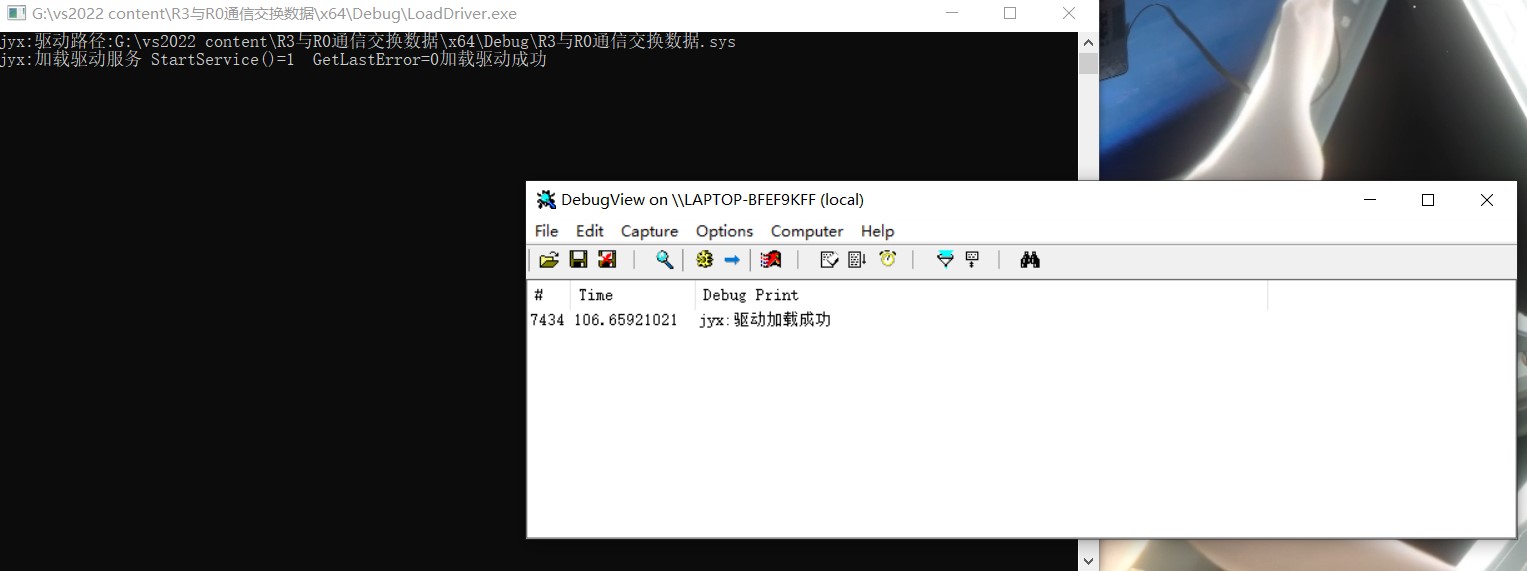 G:\vs2022 content\R3与R0通信交换数据\x64\Debug\LoadDriver.exe
jyx:驱动路径:G:\vs2022 content\R3与R0通信交换数据\x64\Debug\R3与R0通信交换数据.sys
jyx:加载驱动服务 StartService()=1  GetLastError=0加载驱动成功
DebugView on \\LAPTOP-BFEF9KFF (local)
File Edit Capture Options Computer Help
# Time Debug Print
7434 106.65921021 jyx:驱动加载成功